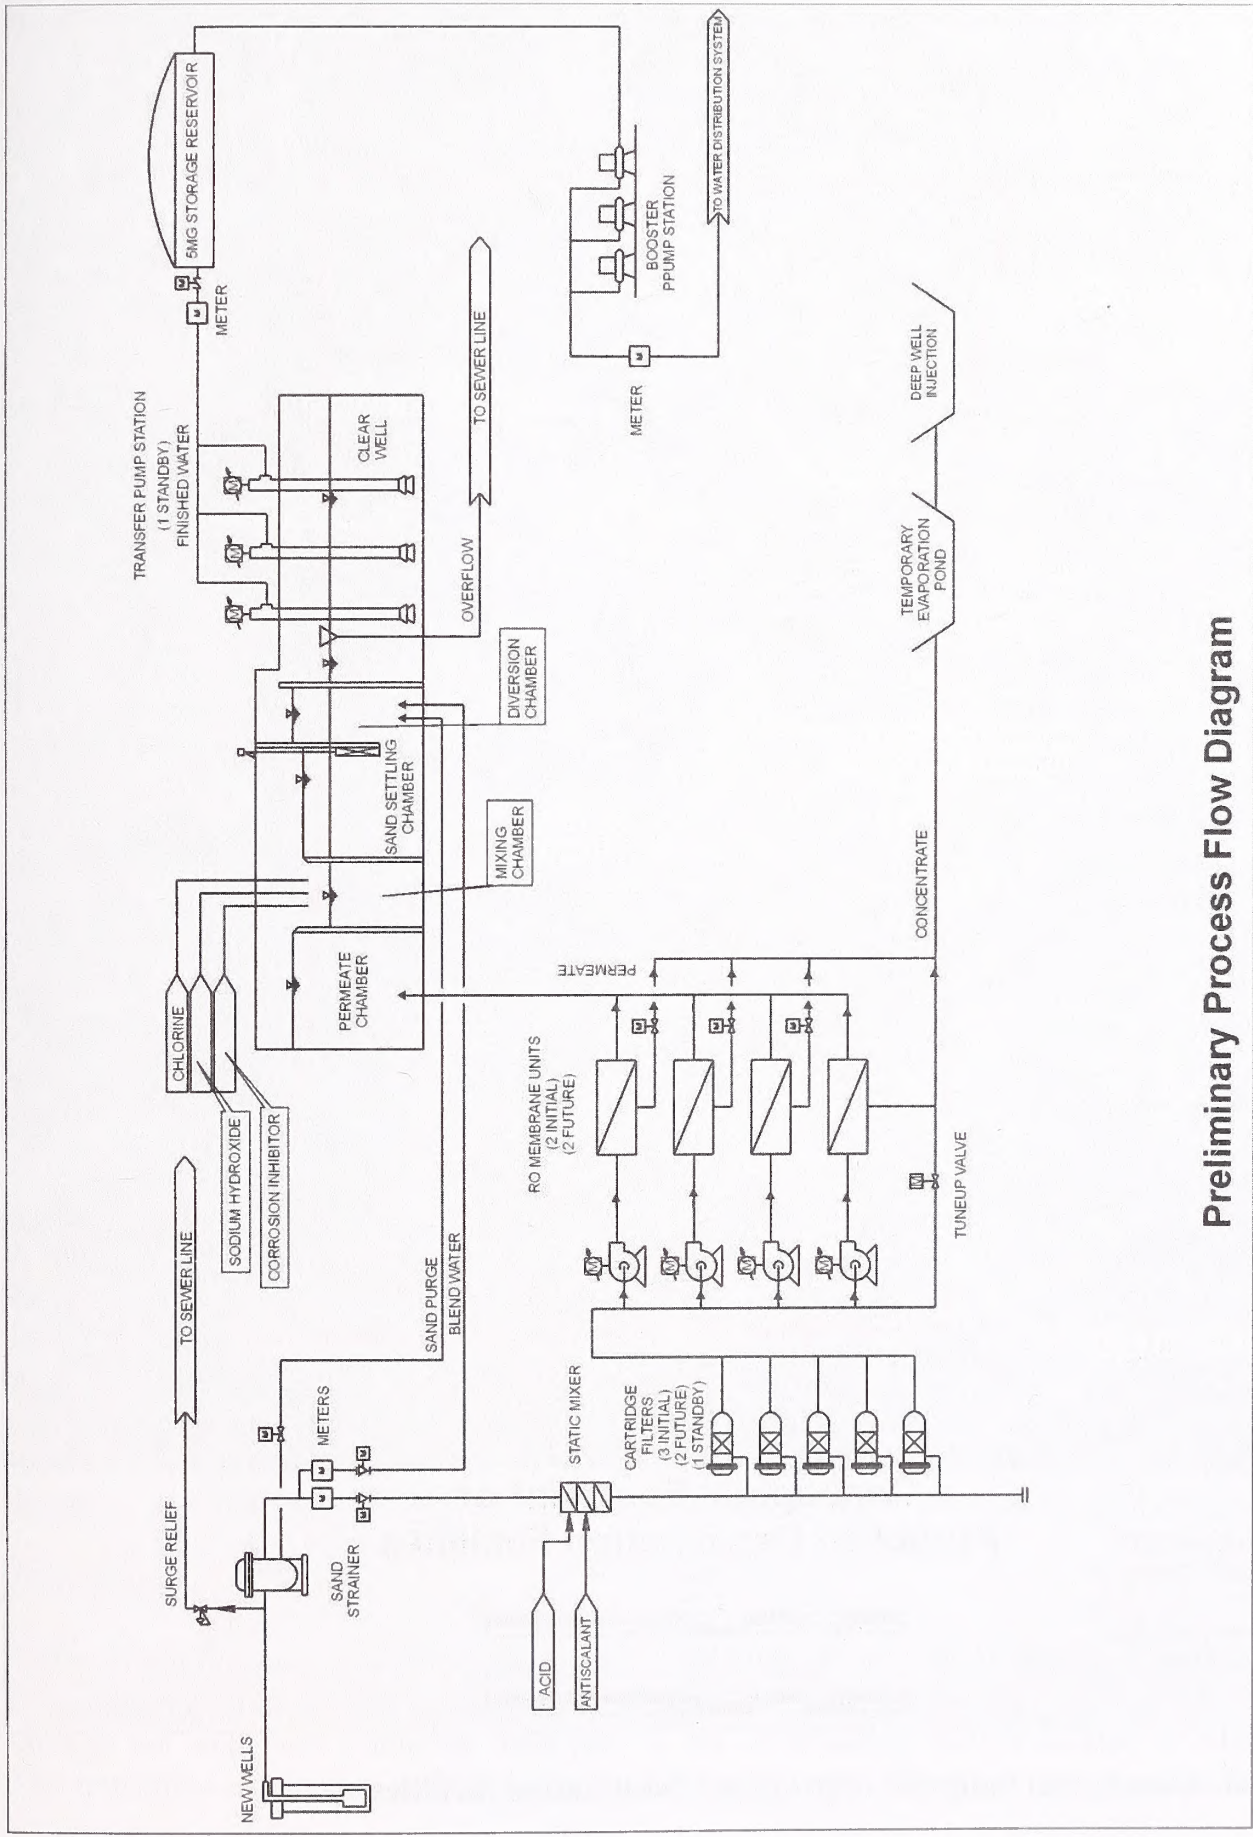 5MG STORAGE RESERVOIR
METER
TRANSFER PUMP STATION
(1 STANDBY)
FINISHED WATER
M
M
M
CLEAR
WELL
TO SEWER LINE
OVERFLOW
BOOSTER
PPUMP STATION
METER
TO WATER DISTRIBUTION SYSTEM
CHLORINE
SODIUM HYDROXIDE
CORROSION INHIBITOR
PERMEATE
CHAMBER
MIXING
CHAMBER
SAND SETTLING
CHAMBER
DIVERSION
CHAMBER
TO SEWER LINE
SURGE RELIEF
NEW WELLS
SAND
STRAINER
METERS
SAND PURGE
BLEND WATER
ACID
ANTISCALANT
STATIC MIXER
CARTRIDGE
FILTERS
(3 INITIAL)
(2 FUTURE)
(1 STANDBY)
RO MEMBRANE UNITS
(2 INITIAL)
(2 FUTURE)
M
M
M
M
PERMEATE
M
TUNEUP VALVE
CONCENTRATE
TEMPORARY
EVAPORATION
POND
DEEP WELL
INJECTION
Preliminary Process Flow Diagram